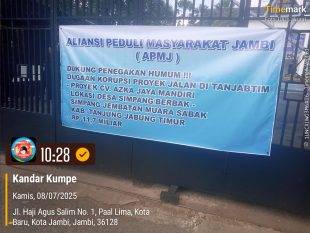 Timemark
ALIANSI PEDULI MASYARAKAT JAMBI
( APMJ )
DUKUNG PENEGAKAN HUMUM !!!
DUGAAN KORUPSI PROYEK JALAN DI TANJABTIM
- PROYEK CV. AZKA JAYA MANDIRI
- LOKASI DESA SIMPANG BERBAK -
SIMPANG JEMBATAN MUARA SABAK
KAB. TANJUNG JABUNG TIMUR
RP. 11,7 MILIAR
10:28
Kandar Kumpe
Kamis, 08/07/2025
Jl. Haji Agus Salim No. 1, Paal Lima, Kota
Baru, Kota Jambi, Jambi, 36128